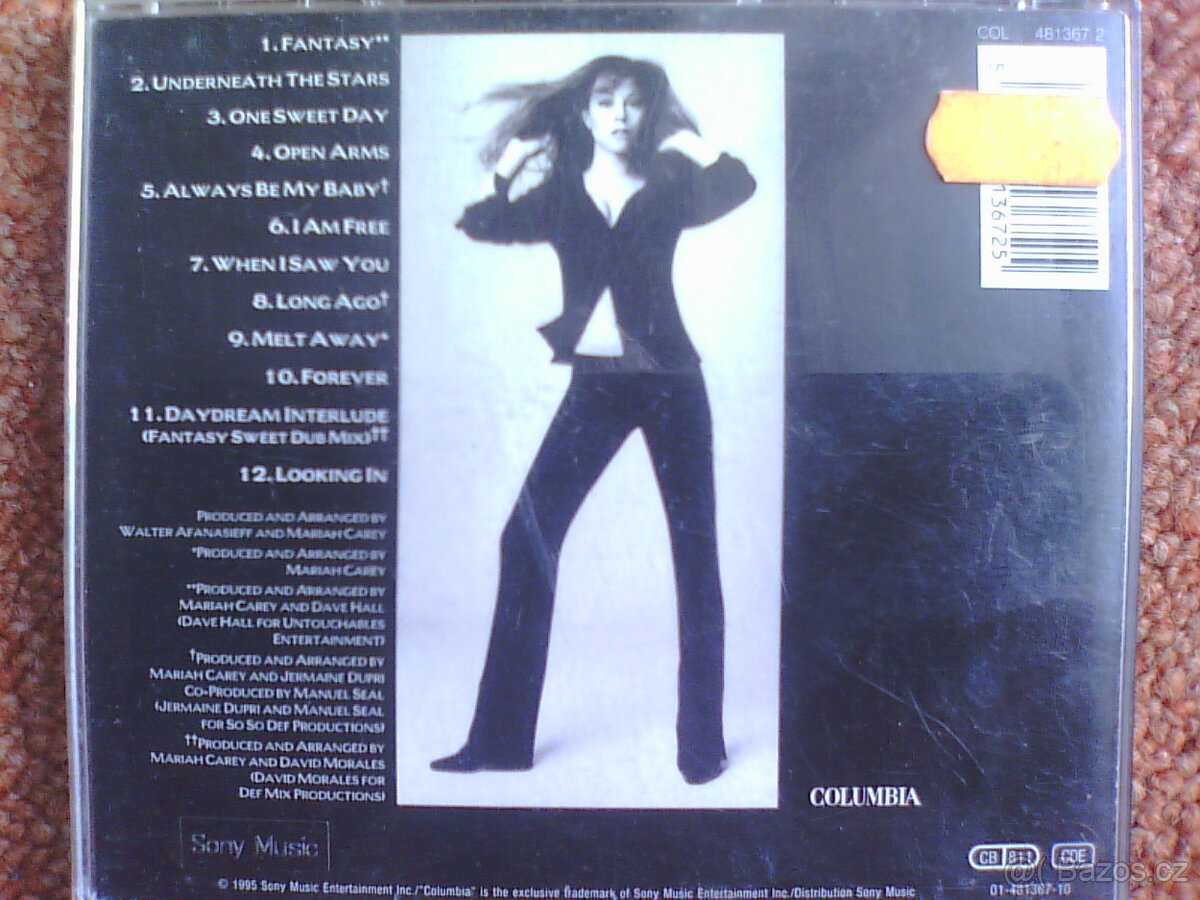 1. FANTASY**
2. UNDERNEATH THE STARS
3. ONE SWEET DAY
4. OPEN ARMS
5. ALWAYS BE MY BABY†
6. I AM FREE
7. WHEN I SAW YOU
8. LONG AGO†
9. MELT AWAY*
10. FOREVER
11. DAYDREAM INTERLUDE
(FANTASY SWEET DUB MIX)††
12. LOOKING IN
PRODUCED AND ARRANGED BY
WALTER AFANASIEFF AND MARIAH CAREY
*PRODUCED AND ARRANGED BY
MARIAH CAREY
**PRODUCED AND ARRANGED BY
MARIAH CAREY AND DAVE HALL
(DAVE HALL FOR UNTOUCHABLES
ENTERTAINMENT)
†PRODUCED AND ARRANGED BY
MARIAH CAREY AND JERMAINE DUPRI
CO-PRODUCED BY MANUEL SEAL
(JERMAINE DUPRI AND MANUEL SEAL
FOR SO SO DEF PRODUCTIONS)
††PRODUCED AND ARRANGED BY
MARIAH CAREY AND DAVID MORALES
(DAVID MORALES FOR
DEF MIX PRODUCTIONS)
Sony Music
© 1995 Sony Music Entertainment Inc./"Columbia" is the exclusive trademark of Sony Music Entertainment Inc./Distribution Sony Music
COL 481367 2
5
136725
COLUMBIA
CB 811 CDE
01-481367-10
Bazos.cz